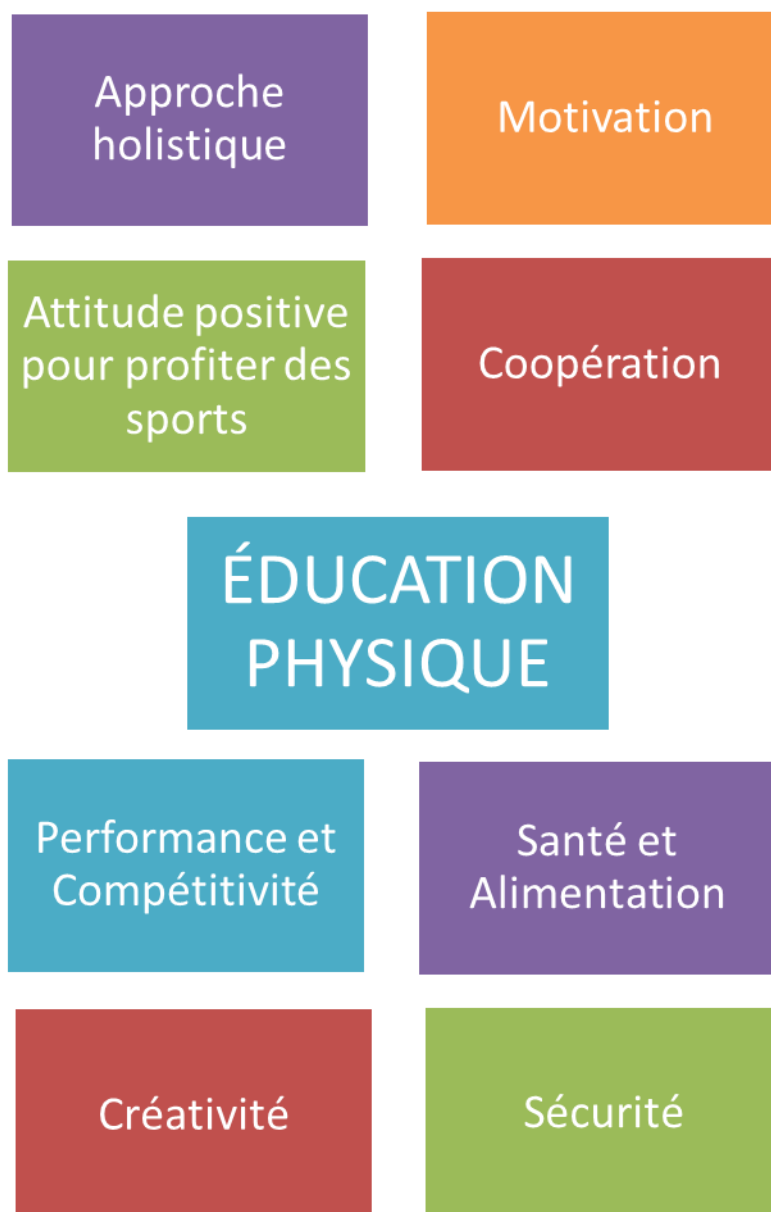 Approche
holistique
Motivation
Attitude positive
pour profiter des
sports
Coopération
ÉDUCATION
PHYSIQUE
Performance et
Compétitivité
Santé et
Alimentation
Créativité
Sécurité